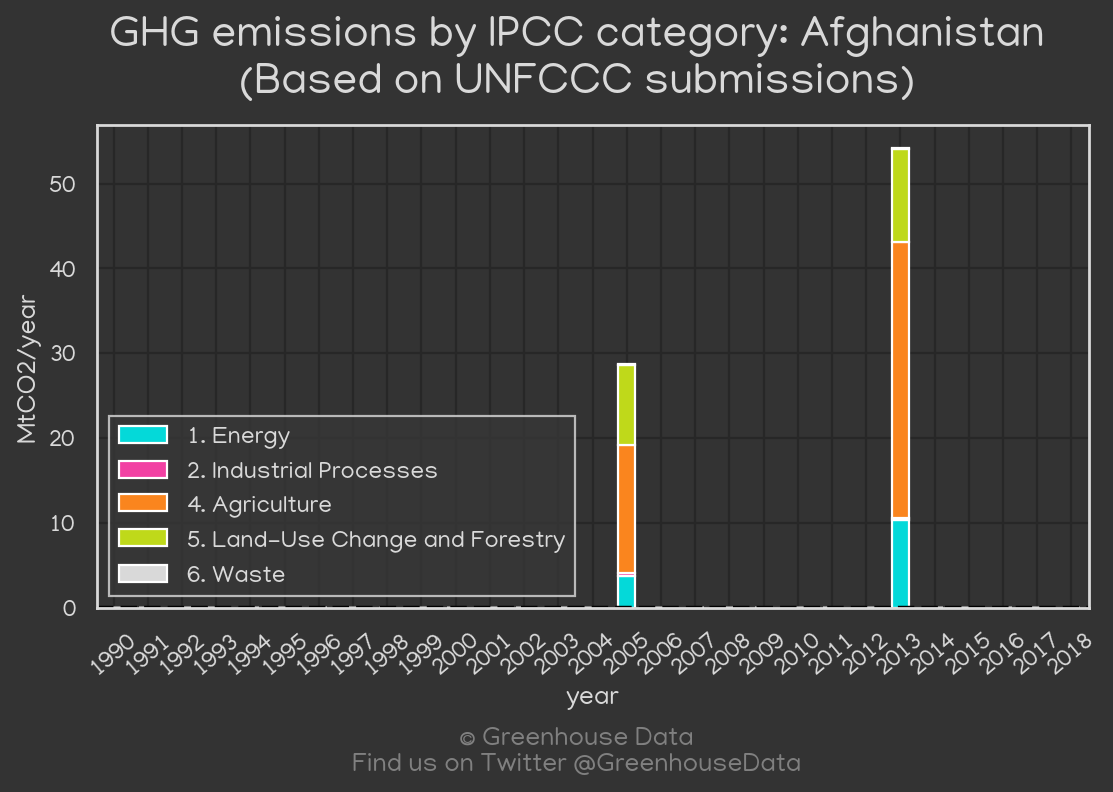 GHG emissions by IPCC category: Afghanistan
(Based on UNFCCC submissions)
MtCO2/year
50
40
30
20
10
0
1. Energy
2. Industrial Processes
4. Agriculture
5. Land-Use Change and Forestry
6. Waste
1990 1991 1992 1993 1994 1995 1996 1997 1998 1999 2000 2001 2002 2003 2004 2005 2006 2007 2008 2009 2010 2011 2012 2013 2014 2015 2016 2017 2018
year
© Greenhouse Data
Find us on Twitter @GreenhouseData